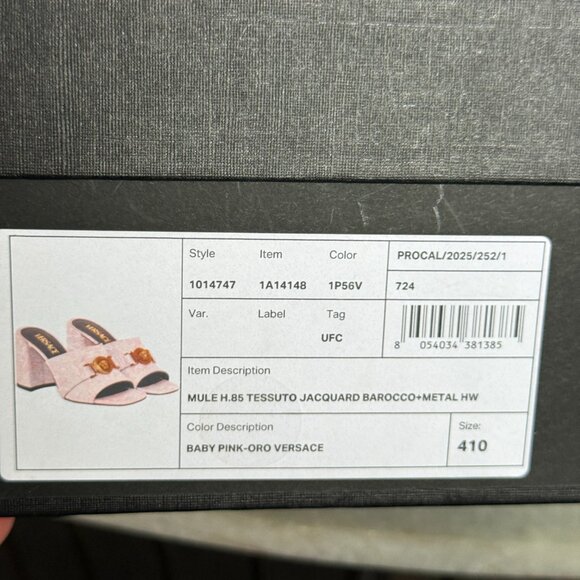 Style Item Color PROCAL/2025/252/1
1014747 1A14148 1P56V 724
Var. Label Tag
UFC
8 054034 381385
VERSACE
Item Description
MULE H.85 TESSUTO JACQUARD BAROCCO+METAL HW
Color Description Size:
BABY PINK-ORO VERSACE 410